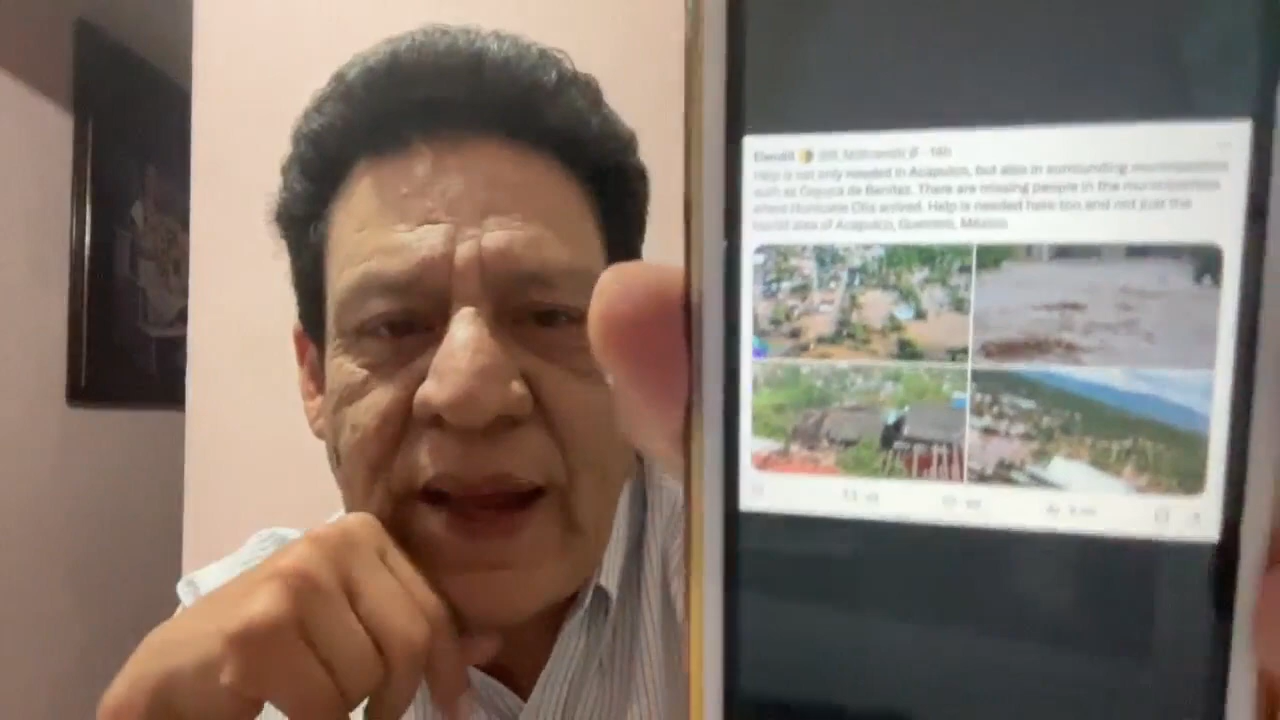 Help is not only needed in Acapulco, but also in surrounding municipalities
such as Coyuca de Benitez. There are missing people in the municipalities
where Hurricane Otis arrived. Help is needed here too and not just the
tourist area of Acapulco, Guerrero, México